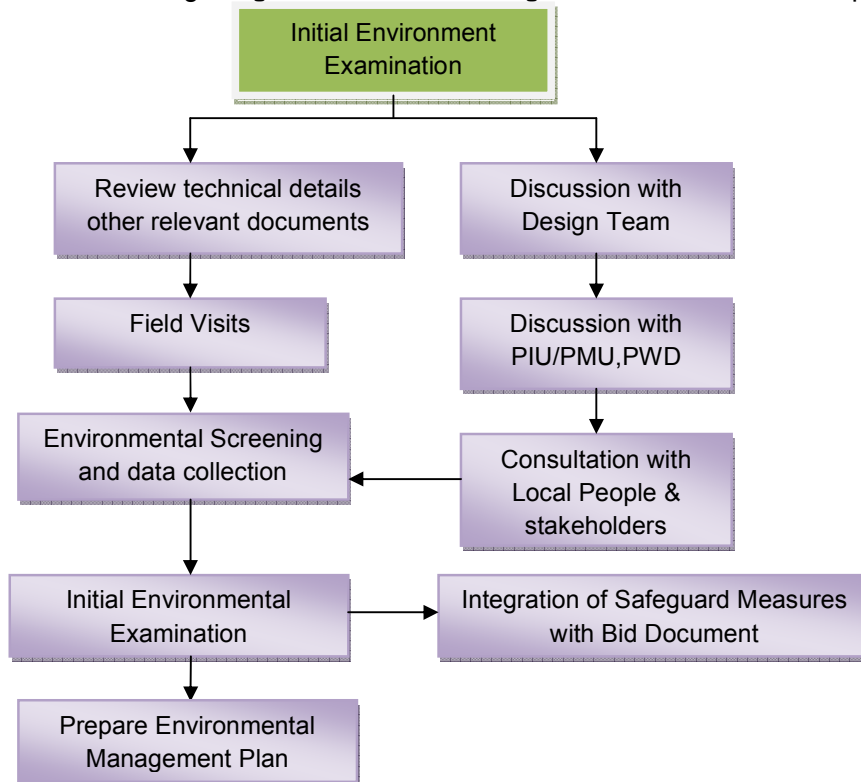 Initial Environment
Examination
Review technical details
other relevant documents
Discussion with
Design Team
Field Visits
Discussion with
PIU/PMU,PWD
Environmental Screening
and data collection
Consultation with
Local People &
stakeholders
Initial Environmental
Examination
Integration of Safeguard Measures
with Bid Document
Prepare Environmental
Management Plan